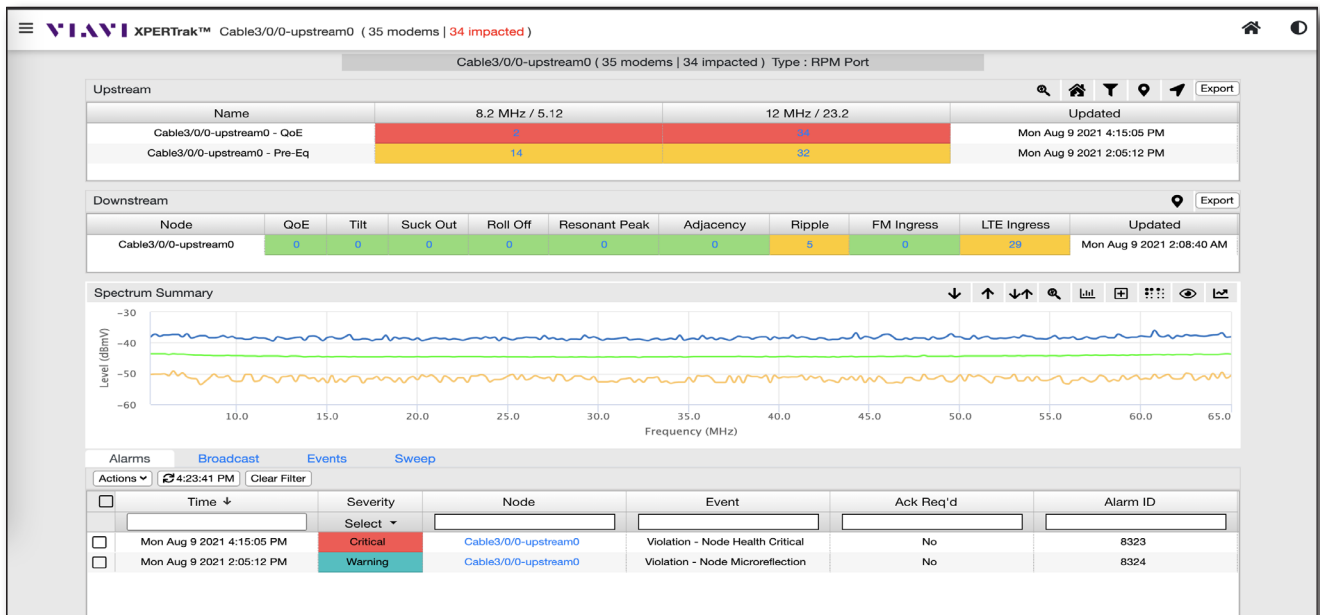 VIAVI XPERTrak™ Cable3/0/0-upstream0 ( 35 modems | 34 impacted )
Cable3/0/0-upstream0 ( 35 modems | 34 impacted ) Type : RPM Port
Upstream Export
Name 8.2 MHz / 5.12 12 MHz / 23.2 Updated
Cable3/0/0-upstream0 - QoE 2 34 Mon Aug 9 2021 4:15:05 PM
Cable3/0/0-upstream0 - Pre-Eq 14 32 Mon Aug 9 2021 2:05:12 PM
Downstream Export
Node QoE Tilt Suck Out Roll Off Resonant Peak Adjacency Ripple FM Ingress LTE Ingress Updated
Cable3/0/0-upstream0 0 0 0 0 0 0 5 0 29 Mon Aug 9 2021 2:08:40 AM
Spectrum Summary
Level (dBmV)
-30
-40
-50
-60
10.0 15.0 20.0 25.0 30.0 35.0 40.0 45.0 50.0 55.0 60.0 65.0
Frequency (MHz)
Alarms Broadcast Events Sweep
Actions 4:23:41 PM Clear Filter
Time Severity Node Event Ack Req'd Alarm ID
Select
Mon Aug 9 2021 4:15:05 PM Critical Cable3/0/0-upstream0 Violation - Node Health Critical No 8323
Mon Aug 9 2021 2:05:12 PM Warning Cable3/0/0-upstream0 Violation - Node Microreflection No 8324